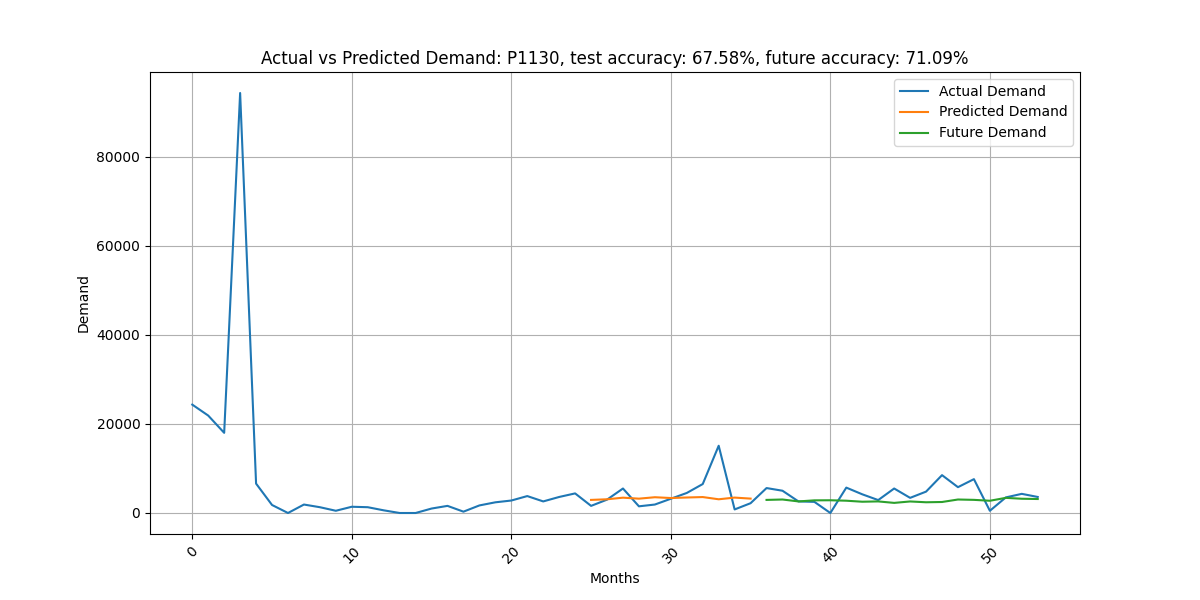 Actual vs Predicted Demand: P1130, test accuracy: 67.58%, future accuracy: 71.09%
Actual Demand
Predicted Demand
Future Demand
80000
60000
40000
20000
0
Demand
0
10
20
30
40
50
Months